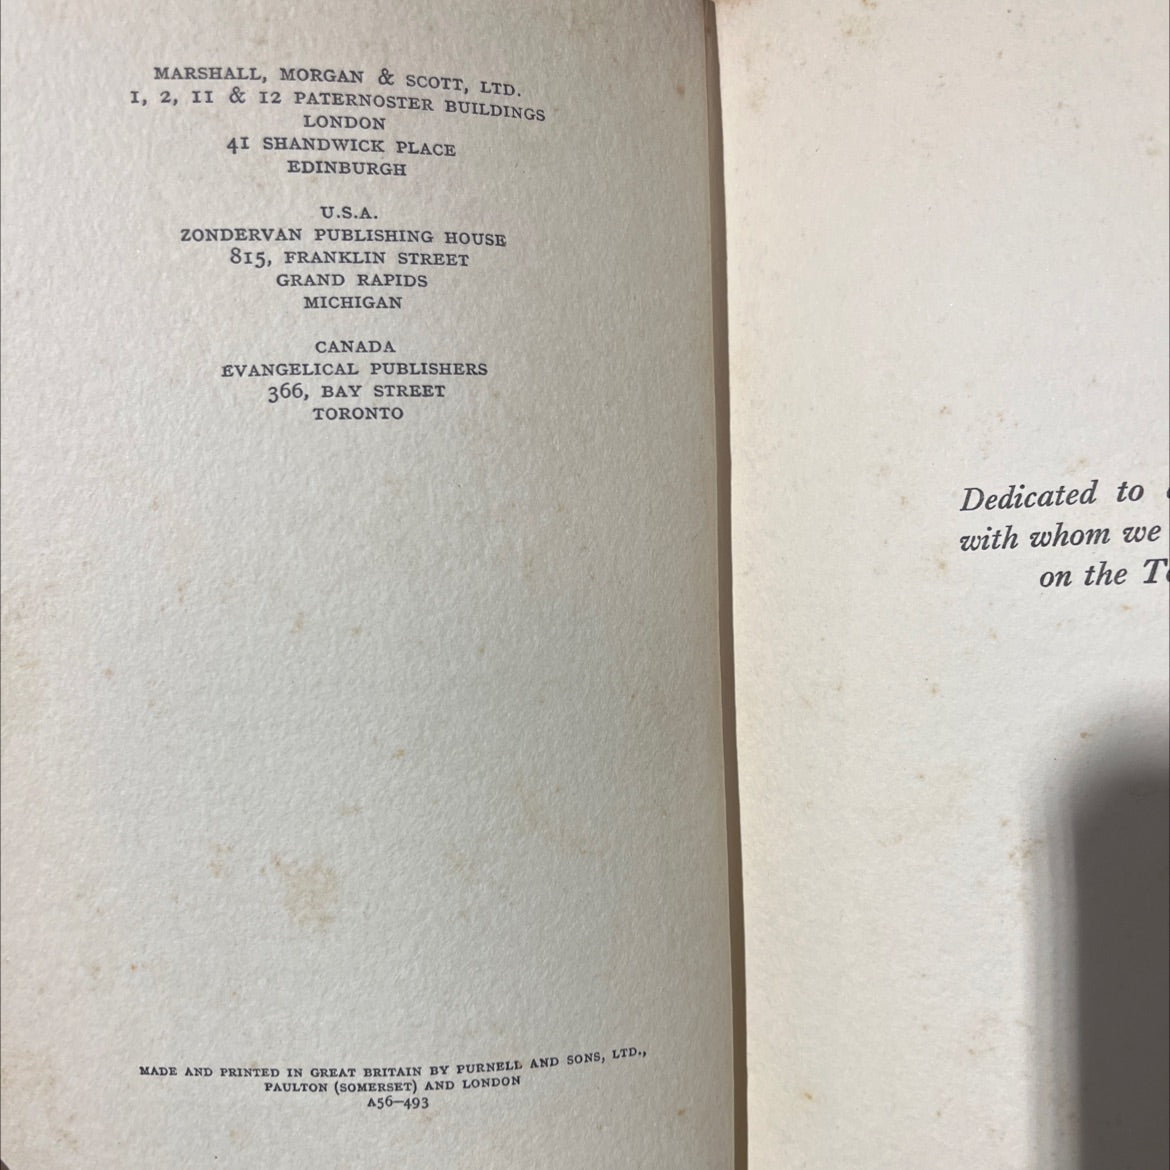 MARSHALL, MORGAN & SCOTT, LTD.
1, 2, 11 & 12 PATERNOSTER BUILDINGS
LONDON
41 SHANDWICK PLACE
EDINBURGH
U.S.A.
ZONDERVAN PUBLISHING HOUSE
815, FRANKLIN STREET
GRAND RAPIDS
MICHIGAN
CANADA
EVANGELICAL PUBLISHERS
366, BAY STREET
TORONTO
MADE AND PRINTED IN GREAT BRITAIN BY PURNELL AND SONS, LTD.,
PAULTON (SOMERSET) AND LONDON
A56—493
Dedicated to
with whom we
on the